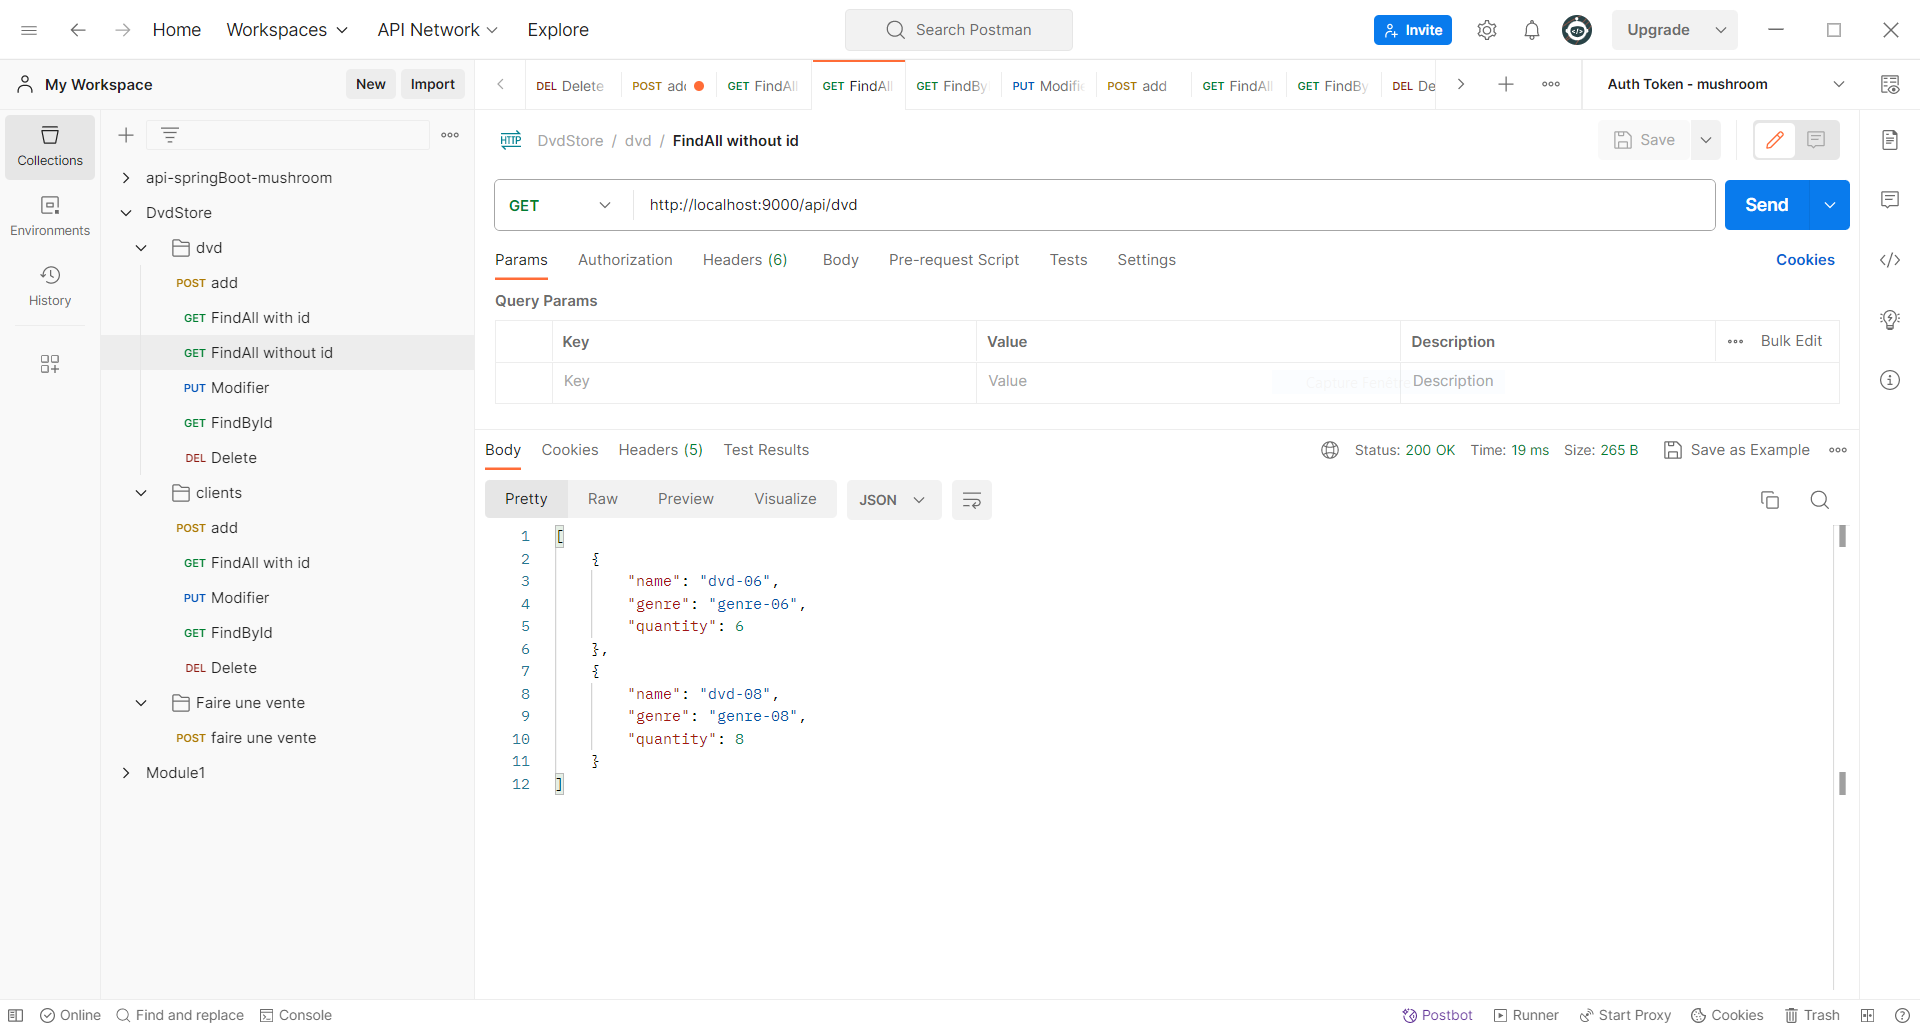 Home Workspaces API Network Explore Search Postman Invite Upgrade
My Workspace New Import
DEL Delete POST adc GET FindAll GET FindAll GET FindBy PUT Modifie POST add GET FindAll GET FindBy DEL De Auth Token - mushroom
Collections
Environments
History
api-springBoot-mushroom
DvdStore
dvd
POST add
GET FindAll with id
GET FindAll without id
PUT Modifier
GET FindById
DEL Delete
clients
POST add
GET FindAll with id
PUT Modifier
GET FindById
DEL Delete
Faire une vente
POST faire une vente
Module1
HTTP DvdStore / dvd / FindAll without id Save
GET http://localhost:9000/api/dvd Send
Params Authorization Headers (6) Body Pre-request Script Tests Settings Cookies
Query Params
Key Value Description Bulk Edit
Key Value Description
Capture Fenêtre
Body Cookies Headers (5) Test Results Status: 200 OK Time: 19 ms Size: 265 B Save as Example
Pretty Raw Preview Visualize JSON
1 [
2 {
3 "name": "dvd-06",
4 "genre": "genre-06",
5 "quantity": 6
6 },
7 {
8 "name": "dvd-08",
9 "genre": "genre-08",
10 "quantity": 8
11 }
12 ]
Online Find and replace Console Postbot Runner Start Proxy Cookies Trash